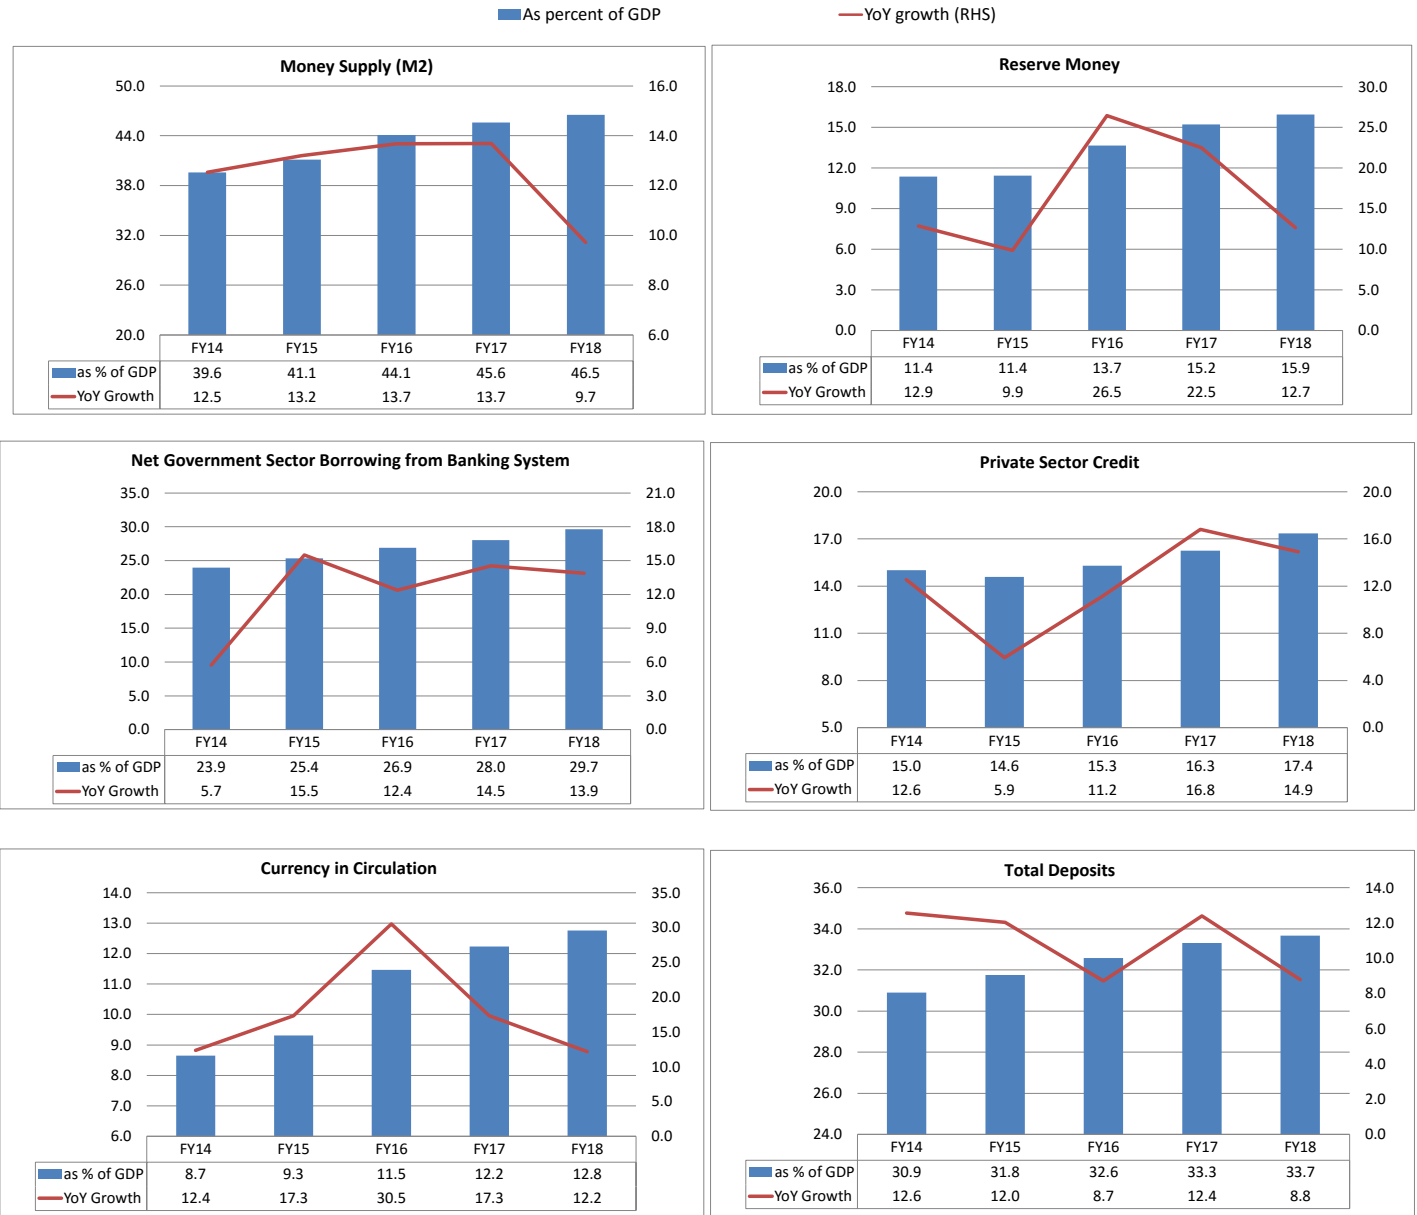 As percent of GDP YoY growth (RHS)
Money Supply (M2)
50.0 16.0
44.0 14.0
38.0 12.0
32.0 10.0
26.0 8.0
20.0 6.0
FY14 FY15 FY16 FY17 FY18
as % of GDP 39.6 41.1 44.1 45.6 46.5
YoY Growth 12.5 13.2 13.7 13.7 9.7
Reserve Money
18.0 30.0
15.0 25.0
12.0 20.0
9.0 15.0
6.0 10.0
3.0 5.0
0.0 0.0
FY14 FY15 FY16 FY17 FY18
as % of GDP 11.4 11.4 13.7 15.2 15.9
YoY Growth 12.9 9.9 26.5 22.5 12.7
Net Government Sector Borrowing from Banking System
35.0 21.0
30.0 18.0
25.0 15.0
20.0 12.0
15.0 9.0
10.0 6.0
5.0 3.0
0.0 0.0
FY14 FY15 FY16 FY17 FY18
as % of GDP 23.9 25.4 26.9 28.0 29.7
YoY Growth 5.7 15.5 12.4 14.5 13.9
Private Sector Credit
20.0 20.0
17.0 16.0
14.0 12.0
11.0 8.0
8.0 4.0
5.0 0.0
FY14 FY15 FY16 FY17 FY18
as % of GDP 15.0 14.6 15.3 16.3 17.4
YoY Growth 12.6 5.9 11.2 16.8 14.9
Currency in Circulation
14.0 35.0
13.0 30.0
12.0 25.0
11.0 20.0
10.0 15.0
9.0 10.0
8.0 5.0
7.0 0.0
6.0
FY14 FY15 FY16 FY17 FY18
as % of GDP 8.7 9.3 11.5 12.2 12.8
YoY Growth 12.4 17.3 30.5 17.3 12.2
Total Deposits
36.0 14.0
34.0 12.0
32.0 10.0
30.0 8.0
28.0 6.0
26.0 4.0
24.0 2.0
0.0
FY14 FY15 FY16 FY17 FY18
as % of GDP 30.9 31.8 32.6 33.3 33.7
YoY Growth 12.6 12.0 8.7 12.4 8.8